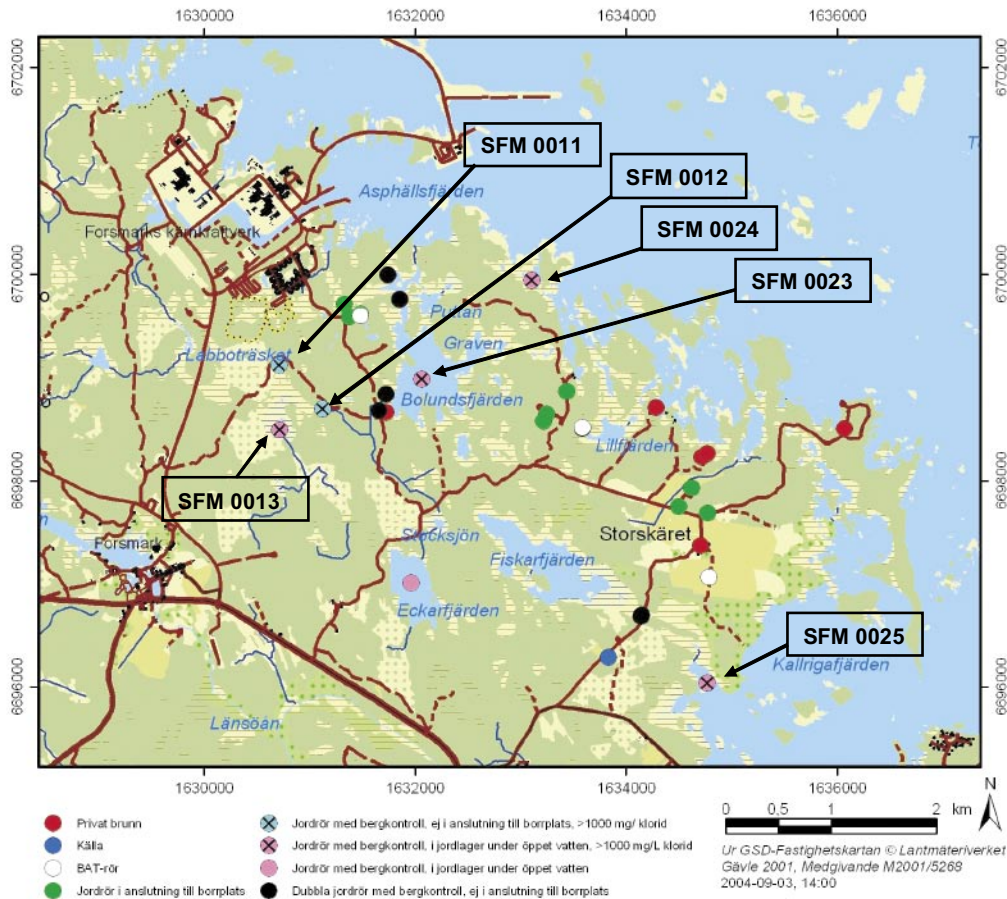 1630000 1632000 1634000 1636000
6702000 6702000
SFM 0011
SFM 0012
Asphällsfjärden
SFM 0024
Forsmarks kärnkraftverk
6700000 6700000
SFM 0023
Puttan
Graven
Labboträsket
Bolundsfjärden
Lillfjärden
SFM 0013
6698000 6698000
Storskäret
Stocksjön
Forsmark
Fiskarfjärden
Eckarfjärden
SFM 0025
Kallrigafjärden
6696000 6696000
Länsöan
1630000 1632000 1634000 1636000
N
Privat brunn
Källa
BAT-rör
Jordrör i anslutning till borrplats
Jordrör med bergkontroll, ej i anslutning till borrplats, >1000 mg/ klorid
Jordrör med bergkontroll, i jordlager under öppet vatten, >1000 mg/L klorid
Jordrör med bergkontroll, i jordlager under öppet vatten
Dubbla jordrör med bergkontroll, ej i anslutning till borrplats
0 0,5 1 2 km
Ur GSD-Fastighetskartan © Lantmäteriverket
Gävle 2001, Medgivande M2001/5268
2004-09-03, 14:00